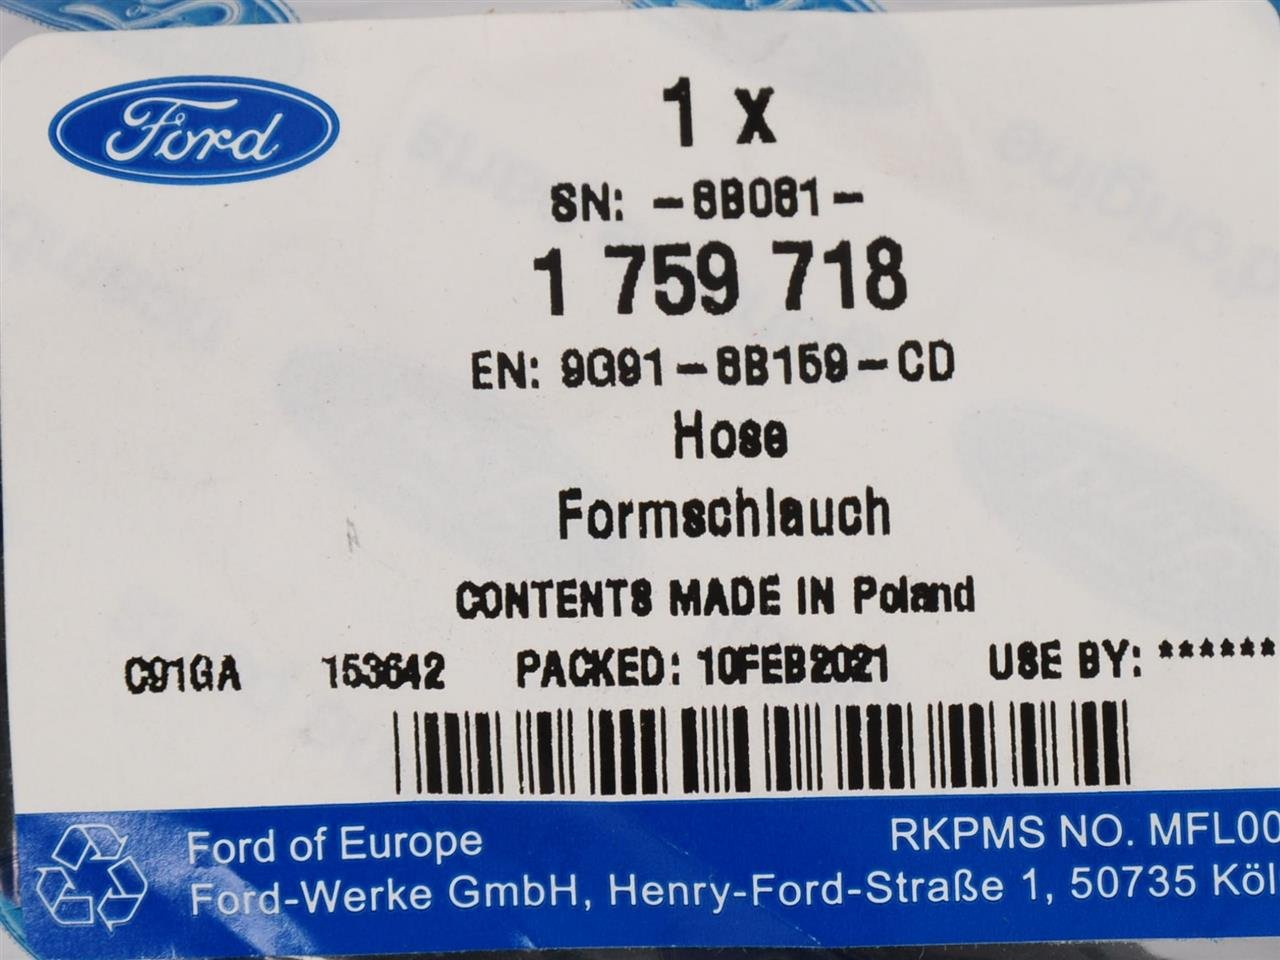 Ford
1 x
SN: -8B081-
1 759 718
EN: 9G91-8B159-CD
Hose
Formschlauch
CONTENTS MADE IN Poland
C91GA 153642 PACKED: 10FEB2021 USE BY: ******
Ford of Europe RKPMS NO. MFL00
Ford-Werke GmbH, Henry-Ford-Straße 1, 50735 Köl